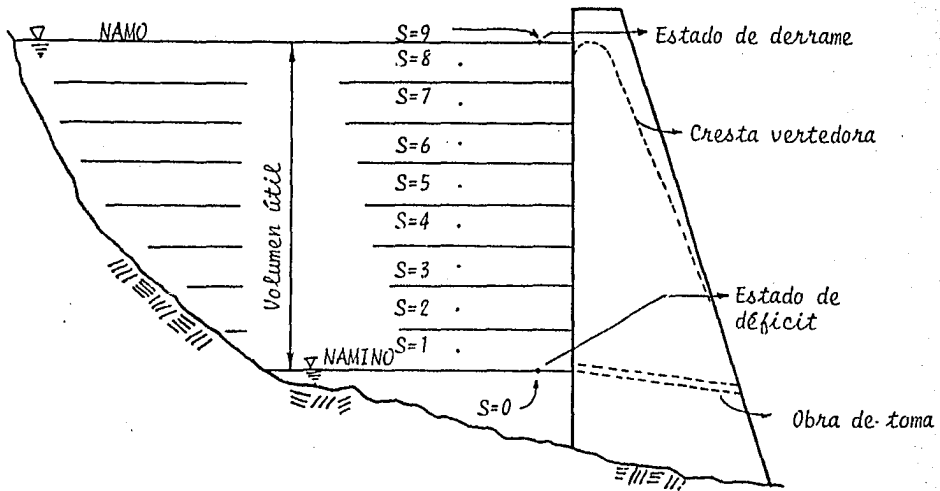 NAMO
S=9
Estado de derrame
S=8
S=7
Cresta vertedora
S=6
S=5
Volumen útil
S=4
S=3
Estado de
déficit
S=2
S=1
NAMINO
S=0
Obra de toma